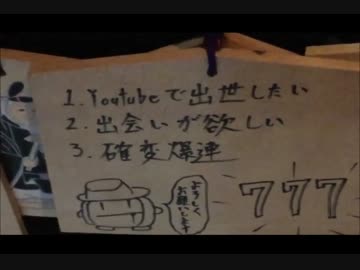 1. Youtubeで出世したい
2. 出会いが欲しい
3. 確変爆連
よろしく
お願いします
777